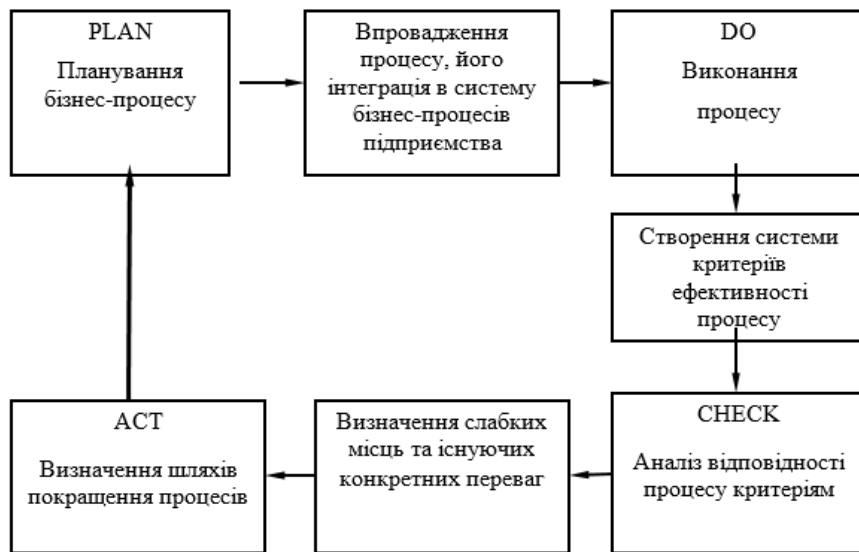 PLAN
Планування
бізнес-процесу
Впровадження
процесу, його
інтеграція в систему
бізнес-процесів
підприємства
DO
Виконання
процесу
Створення системи
критеріїв
ефективності
процесу
CHECK
Аналіз відповідності
процесу критеріям
Визначення слабких
місць та існуючих
конкретних переваг
ACT
Визначення шляхів
покращення процесів